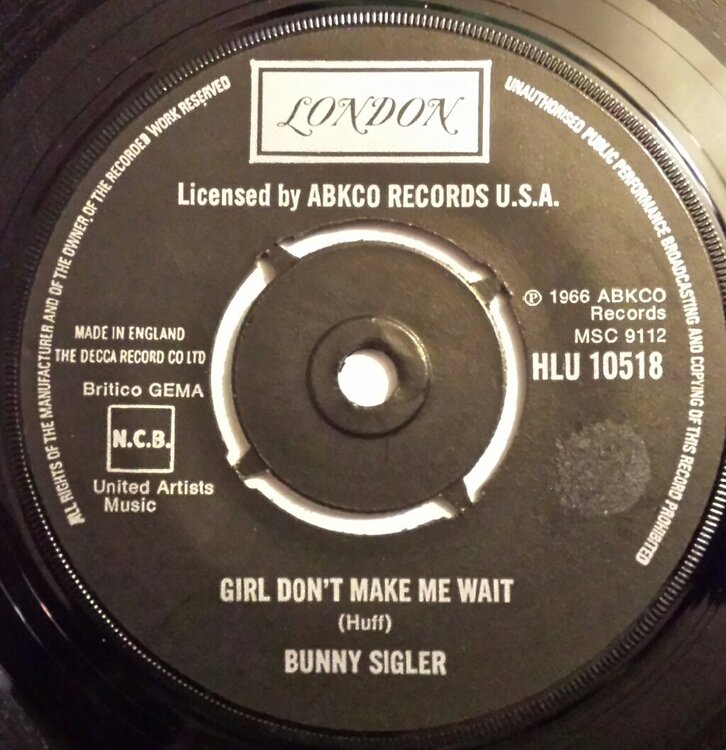 LONDON
Licensed by ABKCO RECORDS U.S.A.
ALL RIGHTS OF THE MANUFACTURER AND OF THE OWNER OF THE RECORDED WORK RESERVED
UNAUTHORISED PUBLIC PERFORMANCE BROADCASTING AND COPYING OF THIS RECORD PROHIBITED
MADE IN ENGLAND
THE DECCA RECORD CO LTD
Britico GEMA
N.C.B.
United Artists
Music
℗ 1966 ABKCO
Records
MSC 9112
HLU 10518
GIRL DON'T MAKE ME WAIT
(Huff)
BUNNY SIGLER